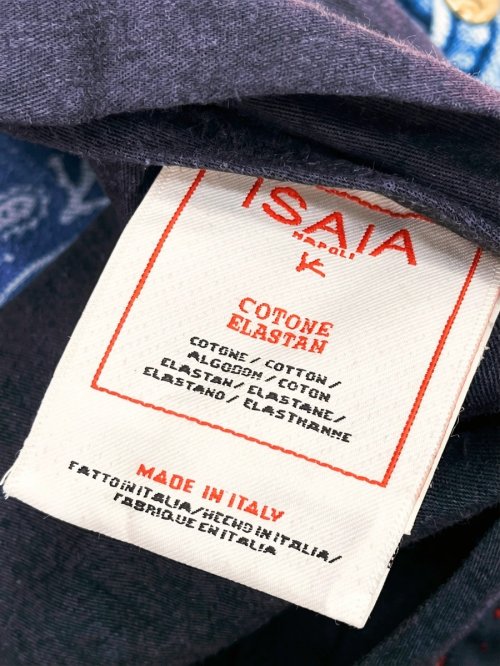 ISAIA
NAPOLI
COTONE
ELASTAN
COTONE / COTTON /
ALGODOM / COTON
ELASTAN / ELASTANE /
ELASTANO / ELASTHANNE
MADE IN ITALY
FATTO IN ITALIA/HECHO IN ITALIA/
FABRIQUE EN ITALIA